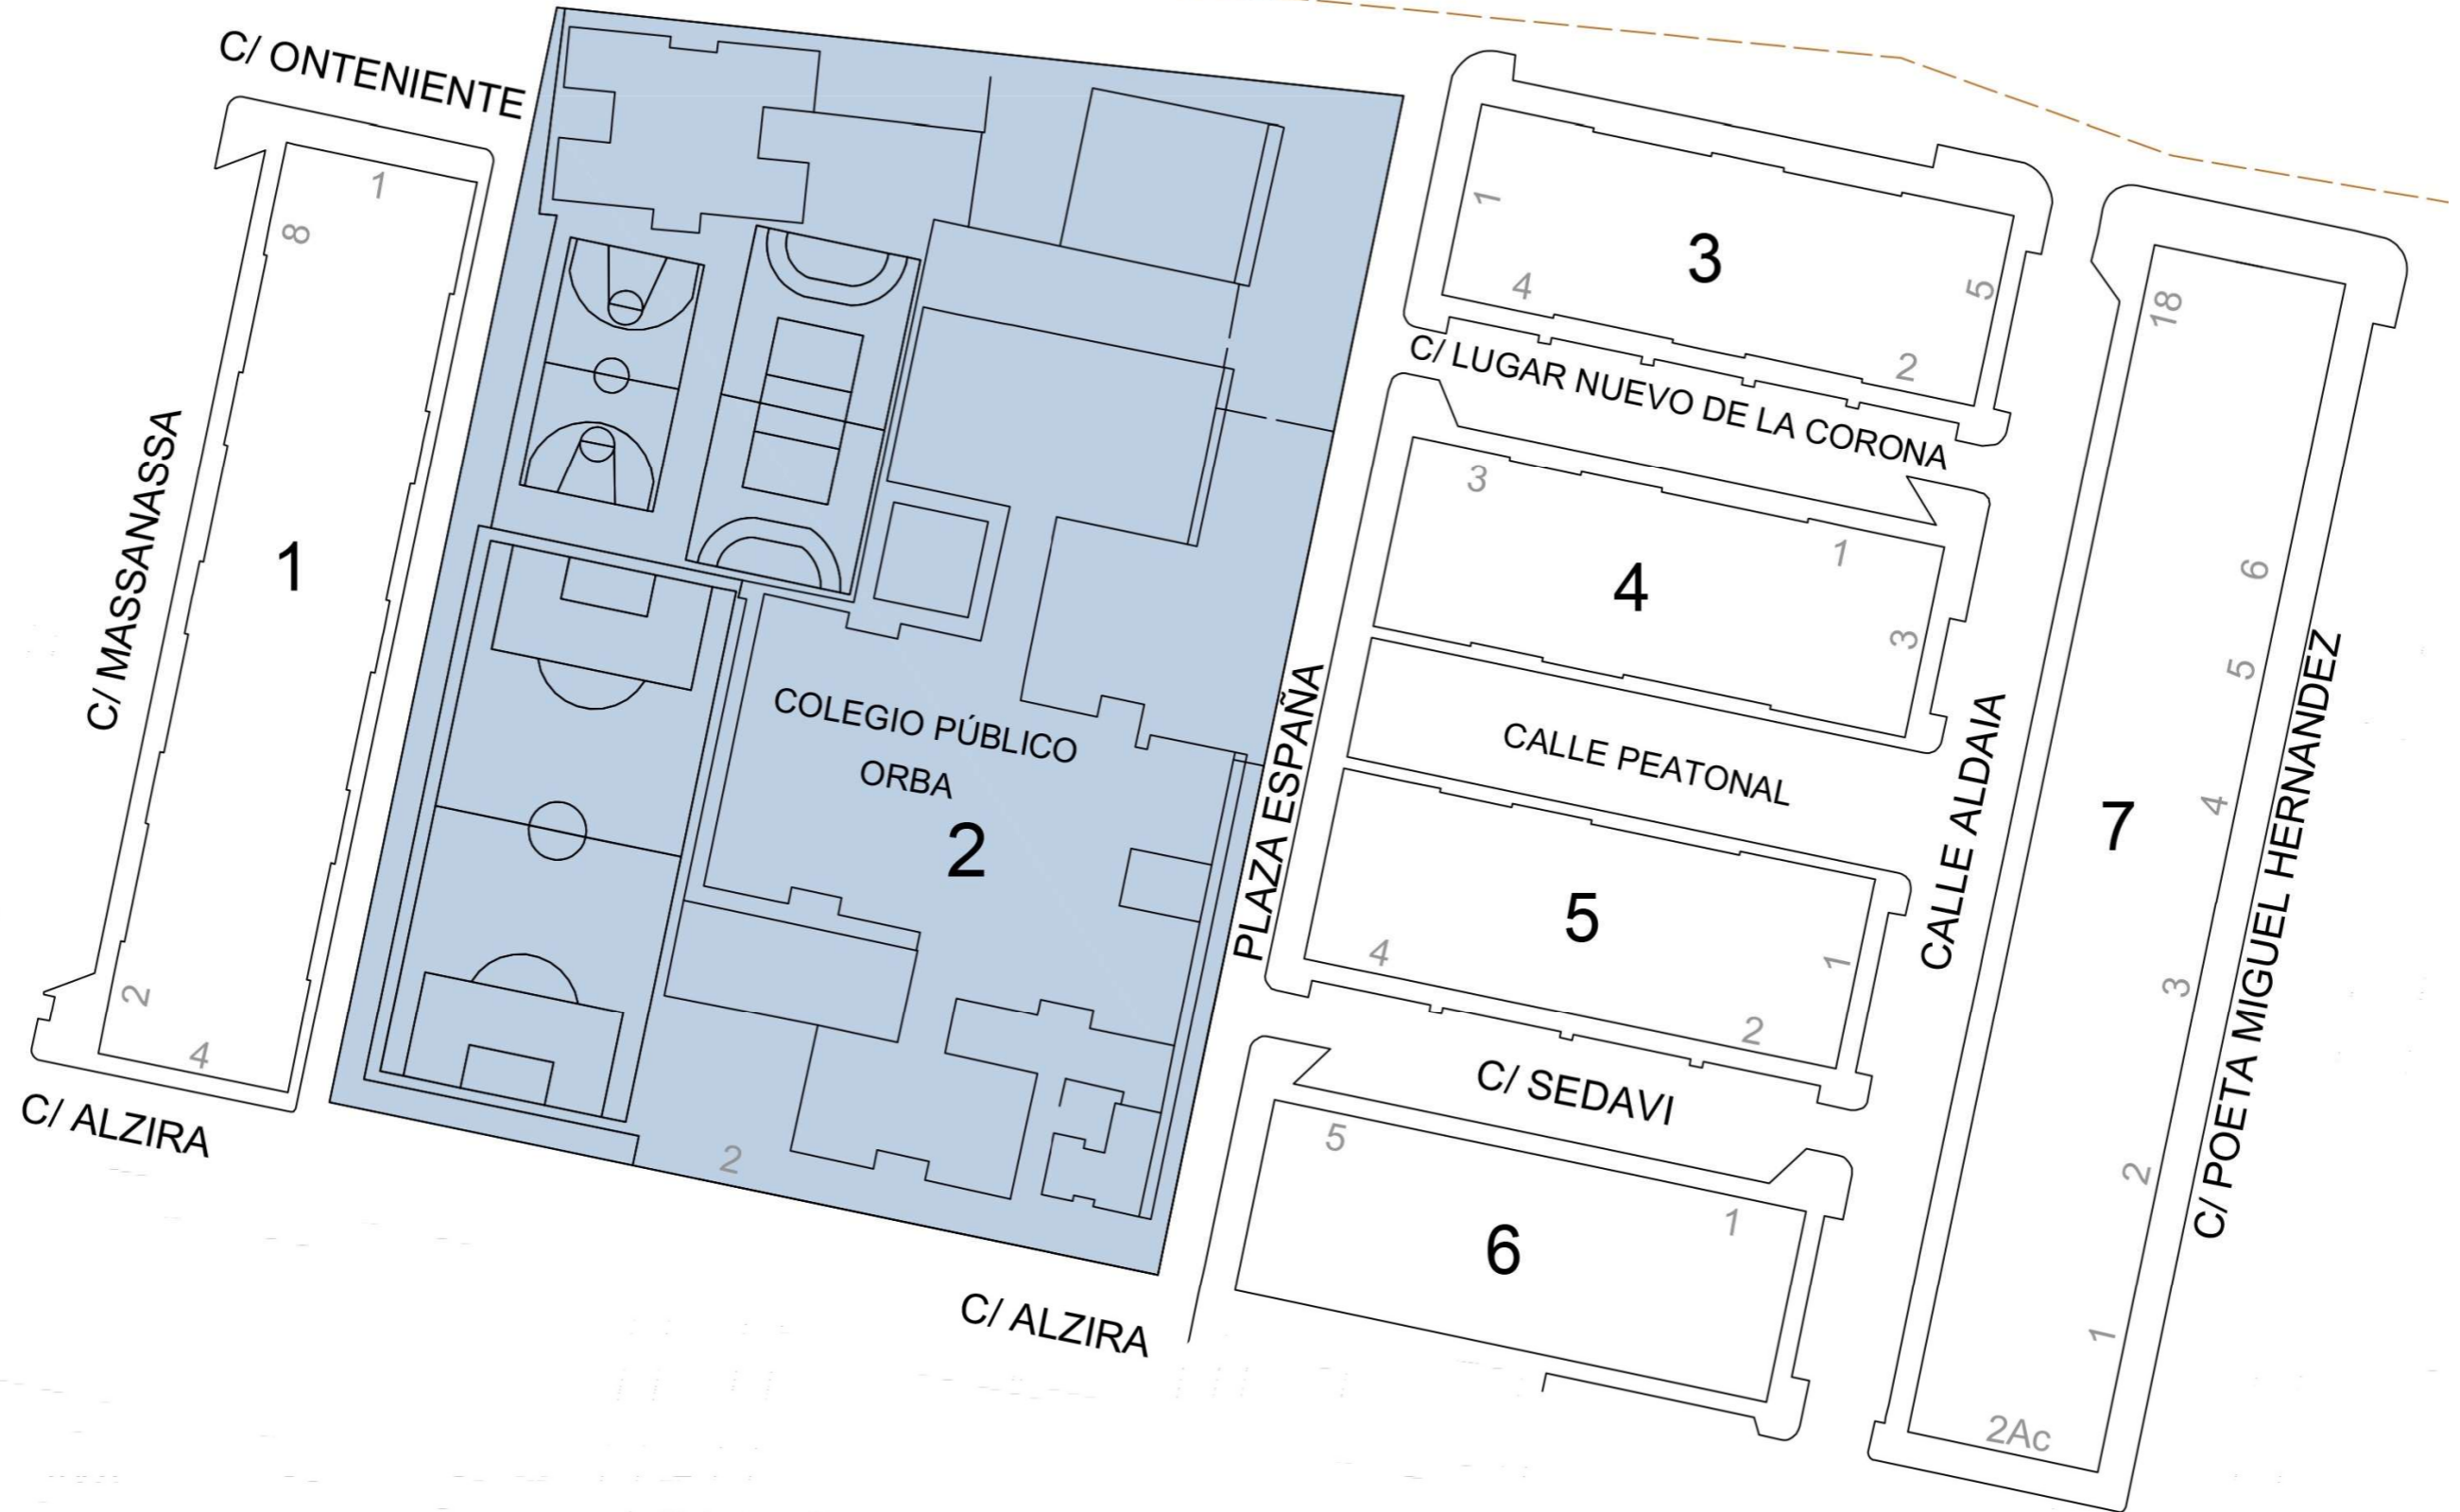 C/ ONTENIENTE
1
8
C/ MASSANASSA
1
2
4
C/ ALZIRA
COLEGIO PÚBLICO
ORBA
2
2
C/ ALZIRA
PLAZA ESPAÑA
1
3
4
5
2
C/ LUGAR NUEVO DE LA CORONA
3
1
4
3
CALLE PEATONAL
5
4
1
2
C/ SEDAVI
5
1
6
CALLE ALDAIA
18
6
5
4
7
3
2
1
2Ac
C/ POETA MIGUEL HERNANDEZ